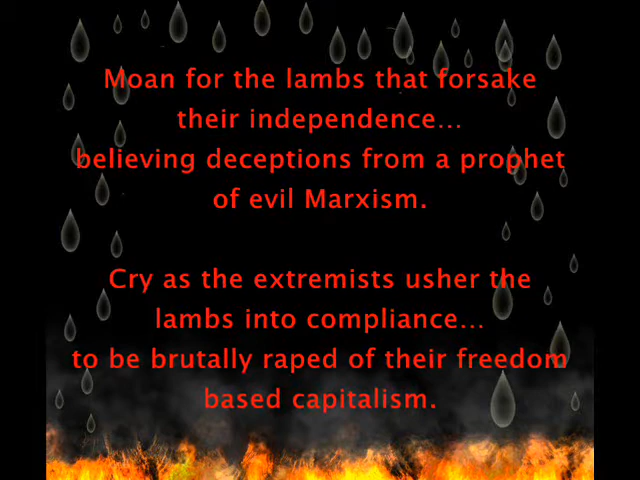 Moan for the lambs that forsake
their independence...
believing deceptions from a prophet
of evil Marxism.
Cry as the extremists usher the
lambs into compliance...
to be brutally raped of their freedom
based capitalism.